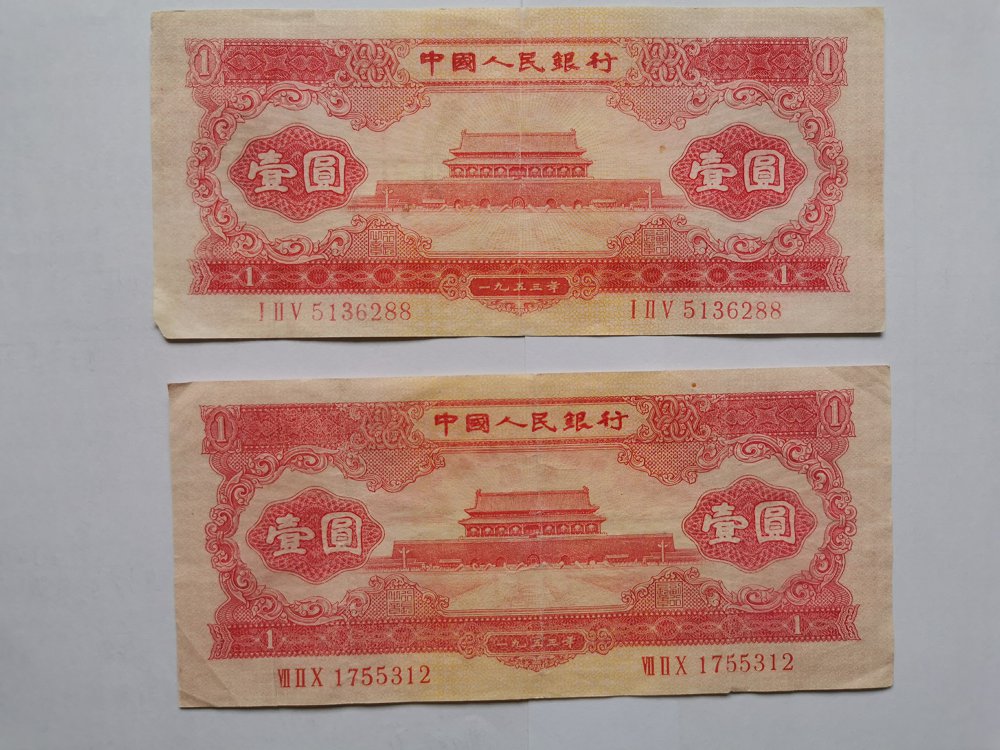 1 中國人民銀行 1
壹圓 壹圓
1 一九五三年 1
I II V 5136288 I II V 5136288
1 中國人民銀行 1
壹圓 壹圓
1 一九五三年 1
VII II X 1755312 VII II X 1755312